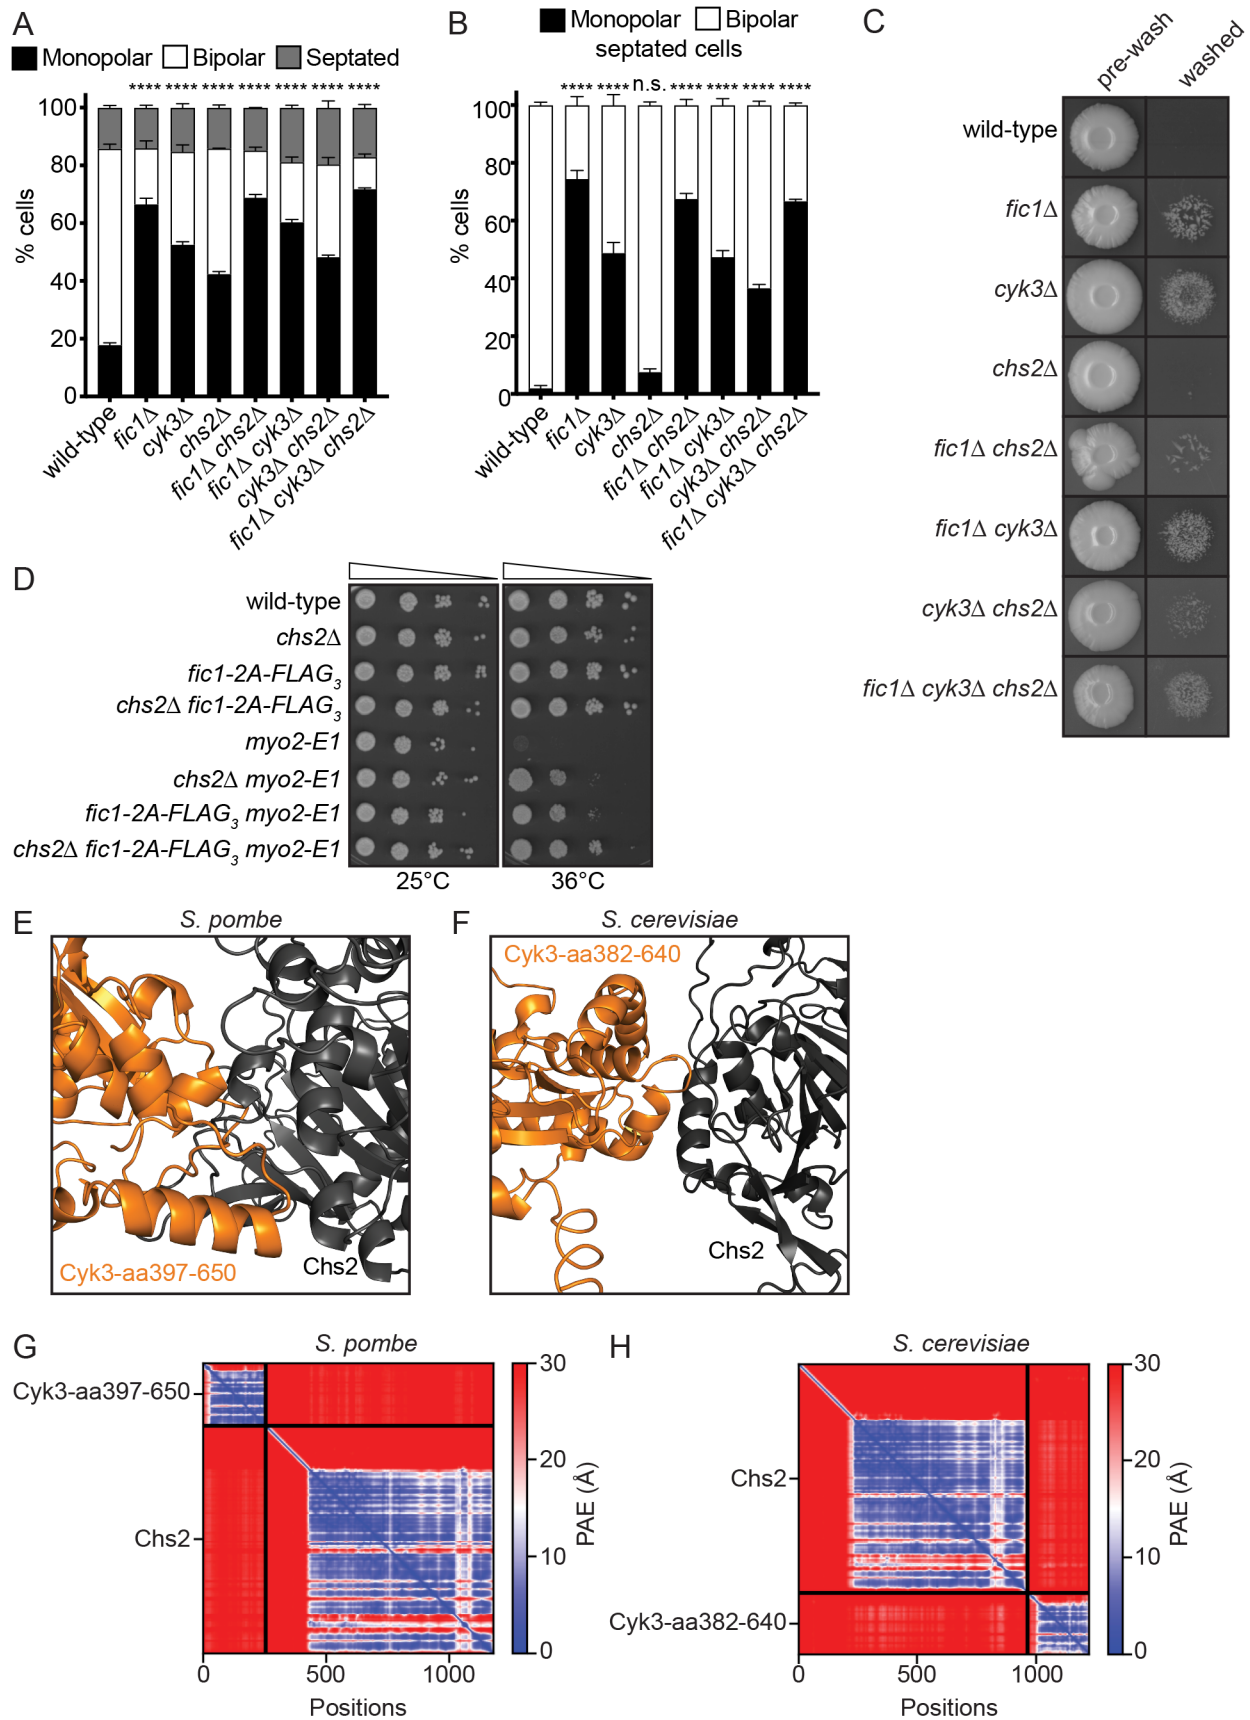 A
Monopolar Bipolar Septated
**** **** **** **** **** **** ****
% cells
100
80
60
40
20
0
wild-type
fic1Δ
cyk3Δ
chs2Δ
fic1Δ chs2Δ
fic1Δ cyk3Δ
cyk3Δ chs2Δ
fic1Δ cyk3Δ chs2Δ
B
Monopolar Bipolar
septated cells
**** **** n.s. **** **** **** ****
% cells
100
80
60
40
20
0
wild-type
fic1Δ
cyk3Δ
chs2Δ
fic1Δ chs2Δ
fic1Δ cyk3Δ
cyk3Δ chs2Δ
fic1Δ cyk3Δ chs2Δ
C
pre-wash
washed
wild-type
fic1Δ
cyk3Δ
chs2Δ
fic1Δ chs2Δ
fic1Δ cyk3Δ
cyk3Δ chs2Δ
fic1Δ cyk3Δ chs2Δ
D
wild-type
chs2Δ
fic1-2A-FLAG3
chs2Δ fic1-2A-FLAG3
myo2-E1
chs2Δ myo2-E1
fic1-2A-FLAG3 myo2-E1
chs2Δ fic1-2A-FLAG3 myo2-E1
25°C
36°C
E
S. pombe
Cyk3-aa397-650
Chs2
F
S. cerevisiae
Cyk3-aa382-640
Chs2
G
S. pombe
Cyk3-aa397-650
Chs2
0
500
1000
Positions
30
20
10
0
PAE (Å)
H
S. cerevisiae
Chs2
Cyk3-aa382-640
0
500
1000
Positions
30
20
10
0
PAE (Å)